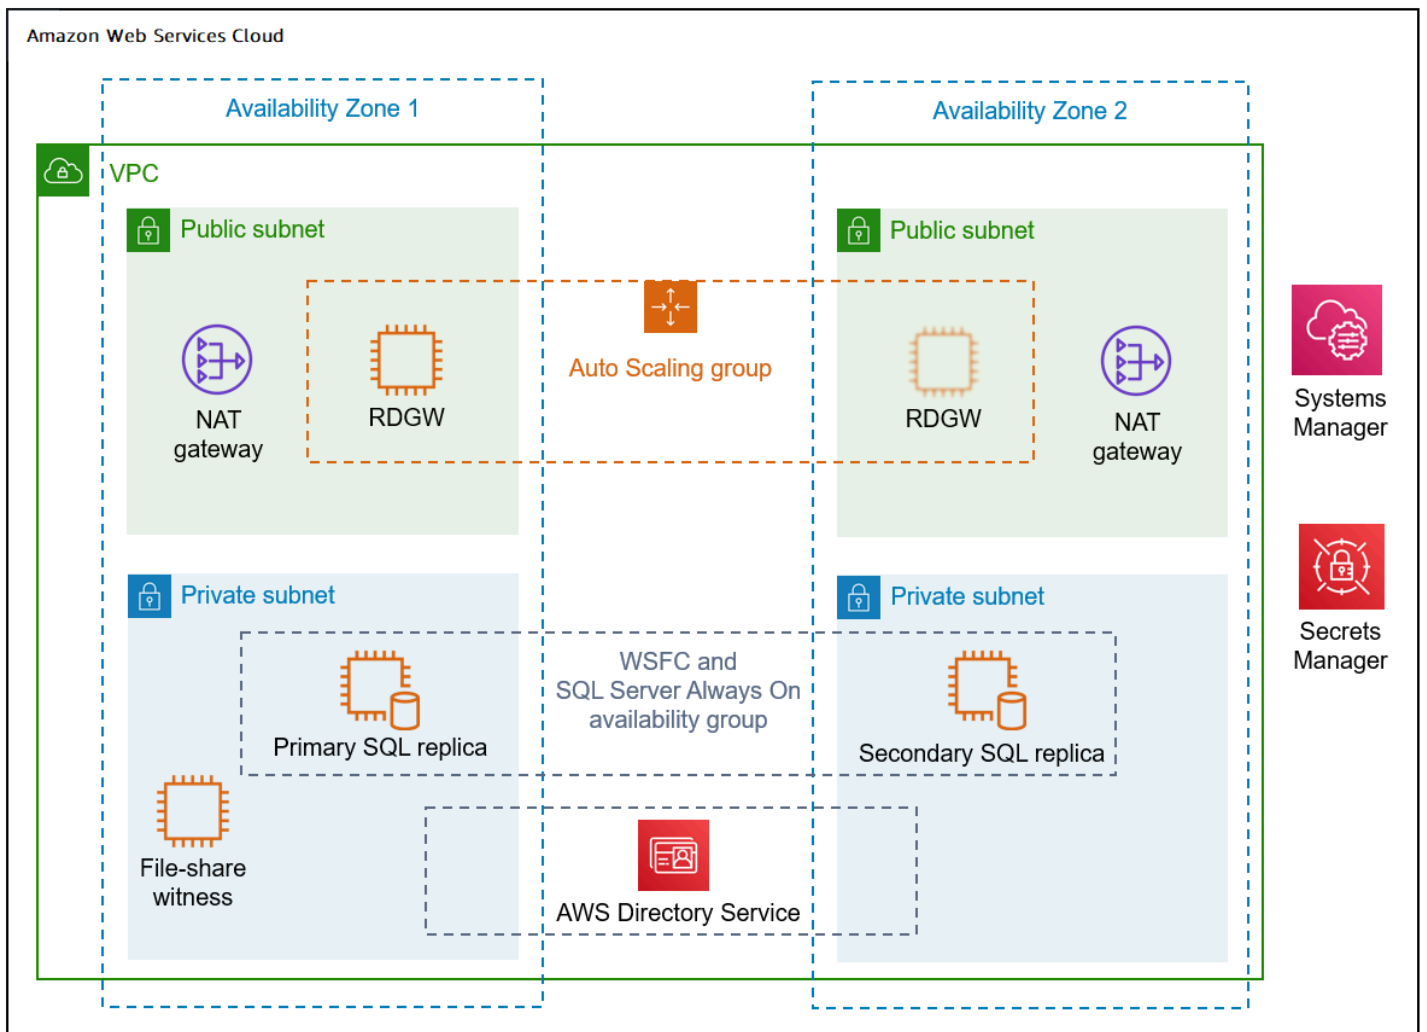 Amazon Web Services Cloud
Availability Zone 1
Availability Zone 2
VPC
Public subnet
Public subnet
NAT
gateway
RDGW
Auto Scaling group
RDGW
NAT
gateway
Systems
Manager
Private subnet
Private subnet
Secrets
Manager
WSFC and
SQL Server Always On
availability group
Primary SQL replica
Secondary SQL replica
File-share
witness
AWS Directory Service